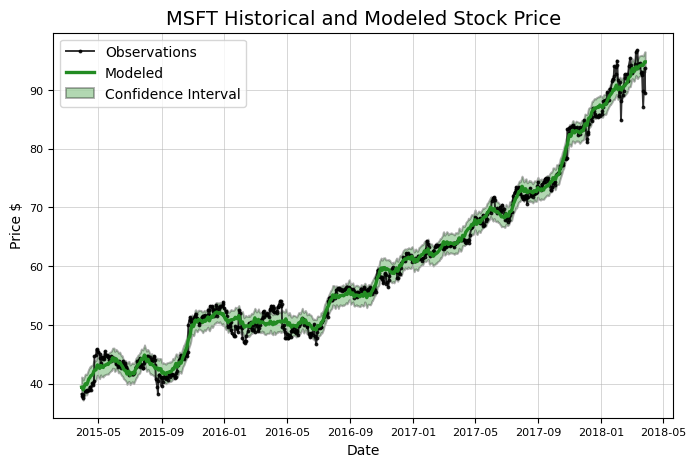 MSFT Historical and Modeled Stock Price
Observations
Modeled
Confidence Interval
Price $
90
80
70
60
50
40
2015-05 2015-09 2016-01 2016-05 2016-09 2017-01 2017-05 2017-09 2018-01 2018-05
Date